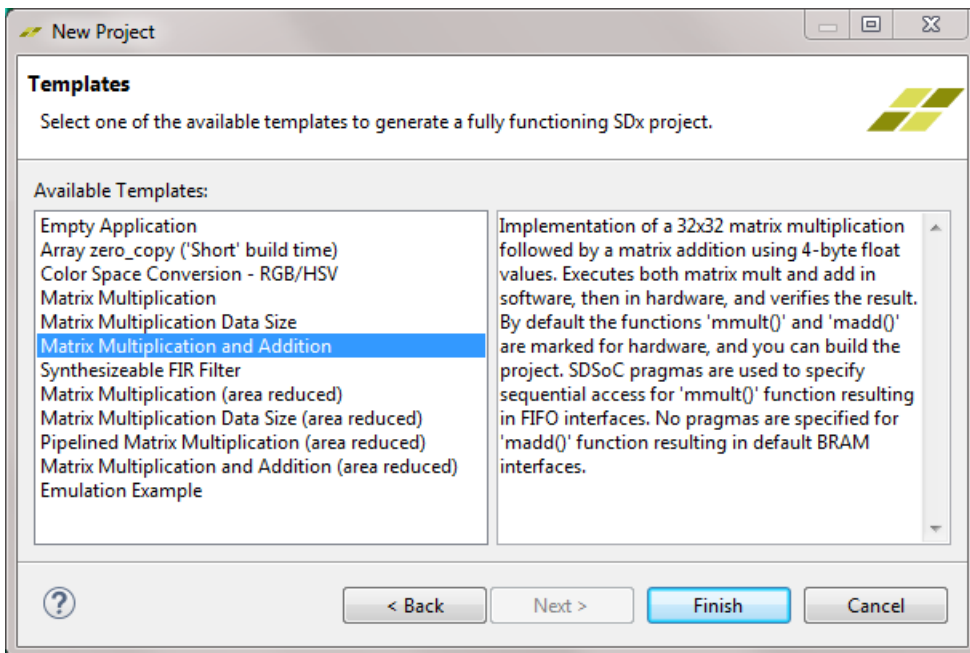 New Project
Templates
Select one of the available templates to generate a fully functioning SDx project.
Available Templates:
Empty Application
Array zero_copy ('Short' build time)
Color Space Conversion - RGB/HSV
Matrix Multiplication
Matrix Multiplication Data Size
Matrix Multiplication and Addition
Synthesizeable FIR Filter
Matrix Multiplication (area reduced)
Matrix Multiplication Data Size (area reduced)
Pipelined Matrix Multiplication (area reduced)
Matrix Multiplication and Addition (area reduced)
Emulation Example
Implementation of a 32x32 matrix multiplication
followed by a matrix addition using 4-byte float
values. Executes both matrix mult and add in
software, then in hardware, and verifies the result.
By default the functions 'mmult()' and 'madd()'
are marked for hardware, and you can build the
project. SDSoC pragmas are used to specify
sequential access for 'mmult()' function resulting
in FIFO interfaces. No pragmas are specified for
'madd()' function resulting in default BRAM
interfaces.
?
< Back
Next >
Finish
Cancel